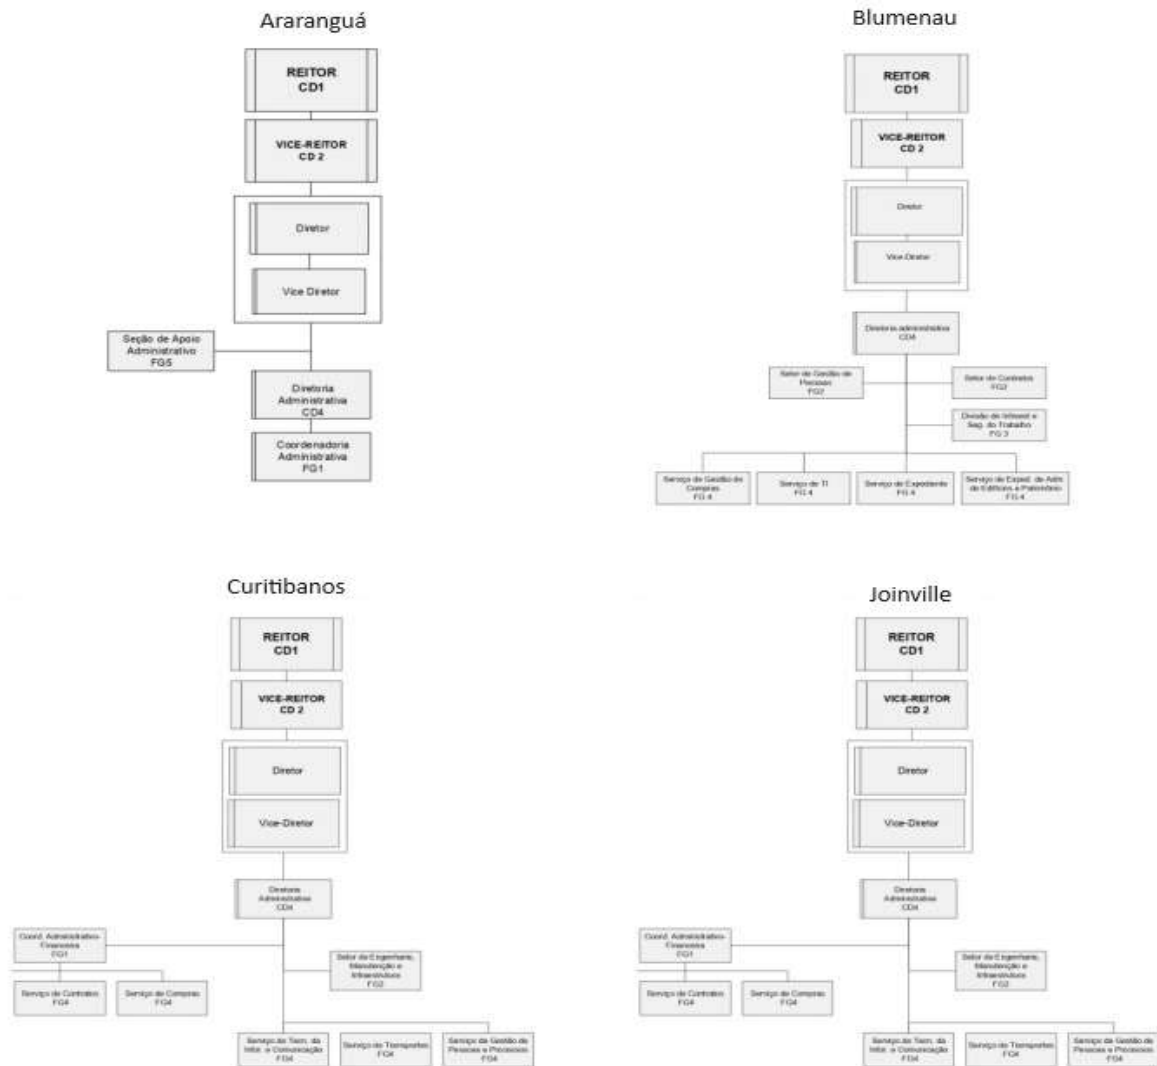 Araranguá
REITOR
CD1
VICE-REITOR
CD 2
Diretor
Vice Diretor
Seção de Apoio
Administrativo
FG5
Diretoria
Administrativa
CD4
Coordenadoria
Administrativa
FG1
Blumenau
REITOR
CD1
VICE-REITOR
CD 2
Diretor
Vice-Diretor
Diretoria administrativa
CD4
Setor de Gestão de
Pessoas
FG2
Setor de Contratos
FG2
Divisão de Infraest e
Seg. do Trabalho
FG 3
Serviço de Gestão de
Compras
FG 4
Serviço de TI
FG 4
Serviço de Expediente
FG 4
Serviço de Exped. de Adm.
de Edifícios e Patrimônio
FG 4
Curitibanos
REITOR
CD1
VICE-REITOR
CD 2
Diretor
Vice-Diretor
Diretoria
Administrativa
CD4
Coord. Administrativo-
Financeira
FG1
Serviço de Contratos
FG4
Serviço de Compras
FG4
Setor de Engenharia,
Manutenção e
Infraestrutura
FG2
Serviço de Tecn. da
Infor. e Comunicação
FG4
Serviço de Transportes
FG4
Serviço de Gestão de
Pessoas e Processos
FG4
Joinville
REITOR
CD1
VICE-REITOR
CD 2
Diretor
Vice-Diretor
Diretoria
Administrativa
CD4
Coord. Administrativo-
Financeira
FG1
Serviço de Contratos
FG4
Serviço de Compras
FG4
Setor de Engenharia,
Manutenção e
Infraestrutura
FG2
Serviço de Tecn. da
Infor. e Comunicação
FG4
Serviço de Transportes
FG4
Serviço de Gestão de
Pessoas e Processos
FG4